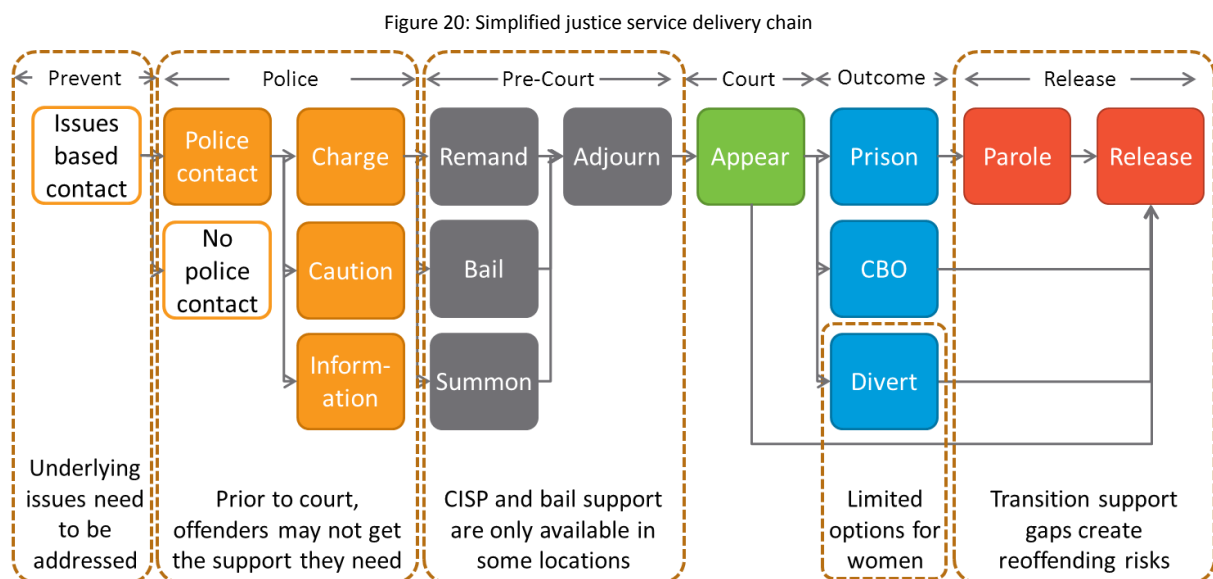 Figure 20: Simplified justice service delivery chain
Prevent
Police
Pre-Court
Court
Outcome
Release
Issues
based
contact
Police
contact
Charge
Remand
Adjourn
Appear
Prison
Parole
Release
No
police
contact
Caution
Bail
CBO
Inform-
ation
Summon
Divert
Underlying
issues need
to be
addressed
Prior to court,
offenders may not get
the support they need
CISP and bail support
are only available in
some locations
Limited
options for
women
Transition support
gaps create
reoffending risks